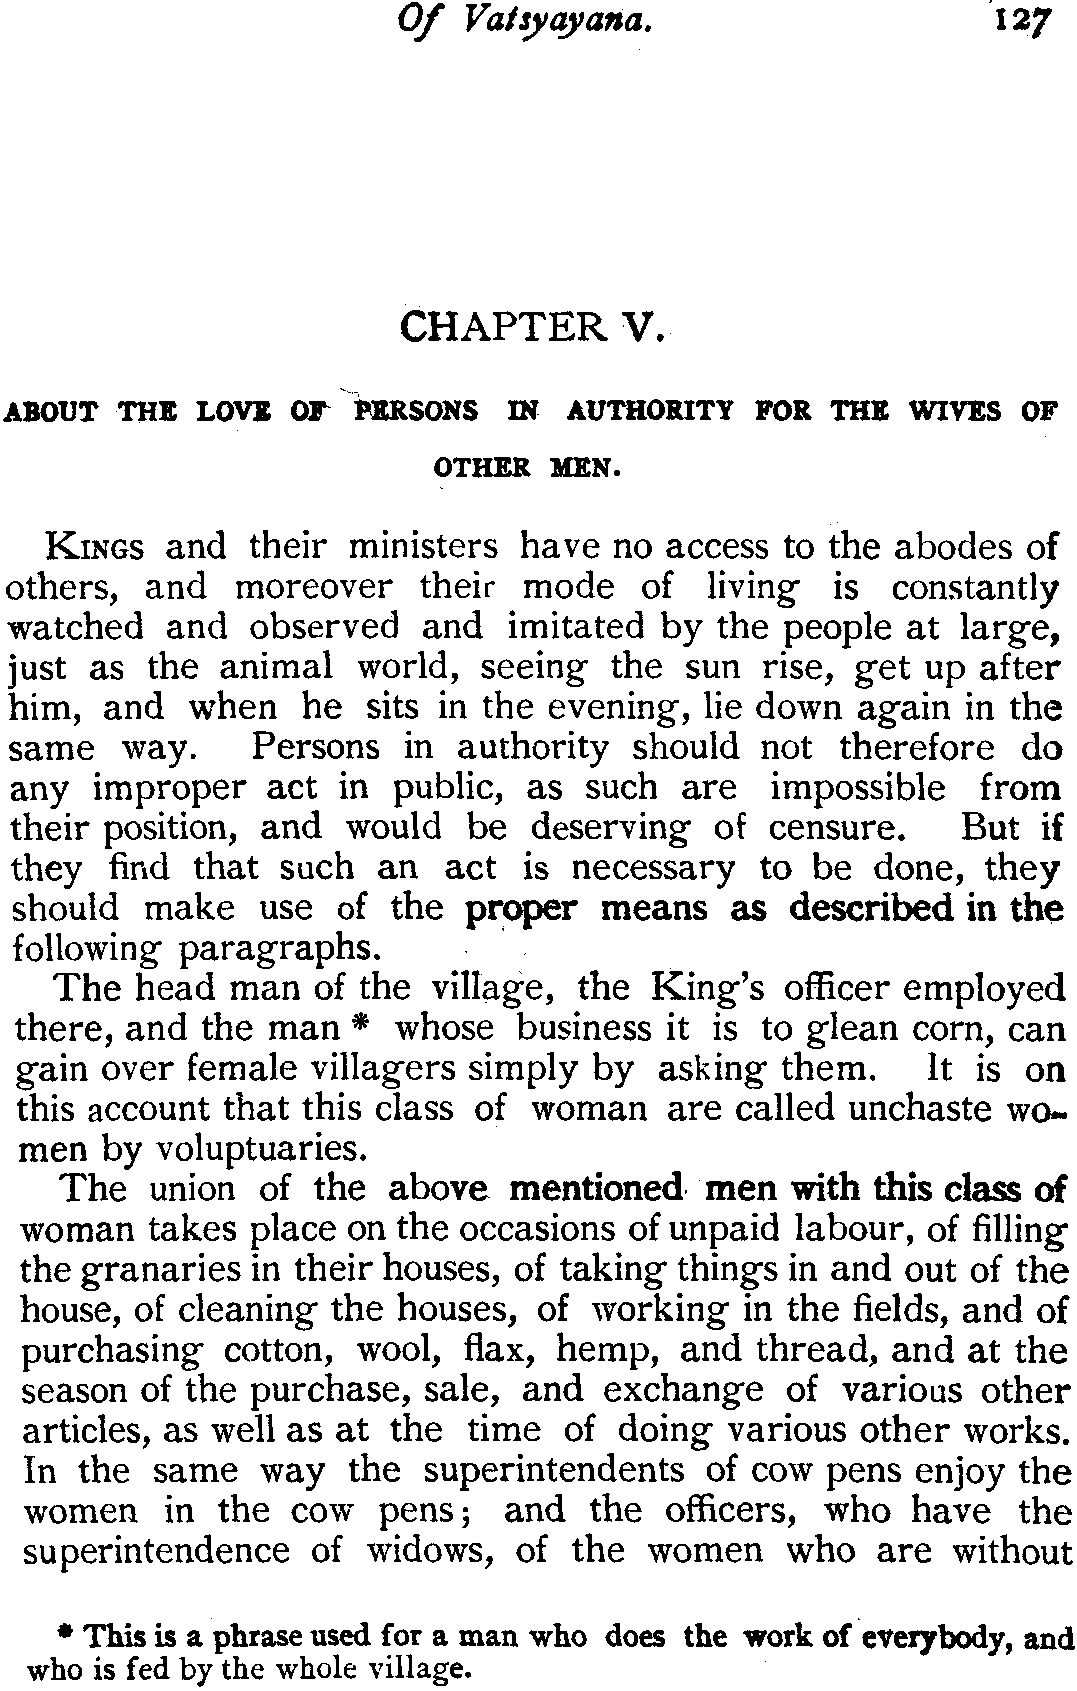 Of Vatsyayana. 127
CHAPTER V.
ABOUT THE LOVE OF PERSONS IN AUTHORITY FOR THE WIVES OF
OTHER MEN.
KINGS and their ministers have no access to the abodes of
others, and moreover their mode of living is constantly
watched and observed and imitated by the people at large,
just as the animal world, seeing the sun rise, get up after
him, and when he sits in the evening, lie down again in the
same way. Persons in authority should not therefore do
any improper act in public, as such are impossible from
their position, and would be deserving of censure. But if
they find that such an act is necessary to be done, they
should make use of the proper means as described in the
following paragraphs.
The head man of the village, the King's officer employed
there, and the man * whose business it is to glean corn, can
gain over female villagers simply by asking them. It is on
this account that this class of woman are called unchaste wo-
men by voluptuaries.
The union of the above mentioned men with this class of
woman takes place on the occasions of unpaid labour, of filling
the granaries in their houses, of taking things in and out of the
house, of cleaning the houses, of working in the fields, and of
purchasing cotton, wool, flax, hemp, and thread, and at the
season of the purchase, sale, and exchange of various other
articles, as well as at the time of doing various other works.
In the same way the superintendents of cow pens enjoy the
women in the cow pens; and the officers, who have the
superintendence of widows, of the women who are without
* This is a phrase used for a man who does the work of everybody, and
who is fed by the whole village.